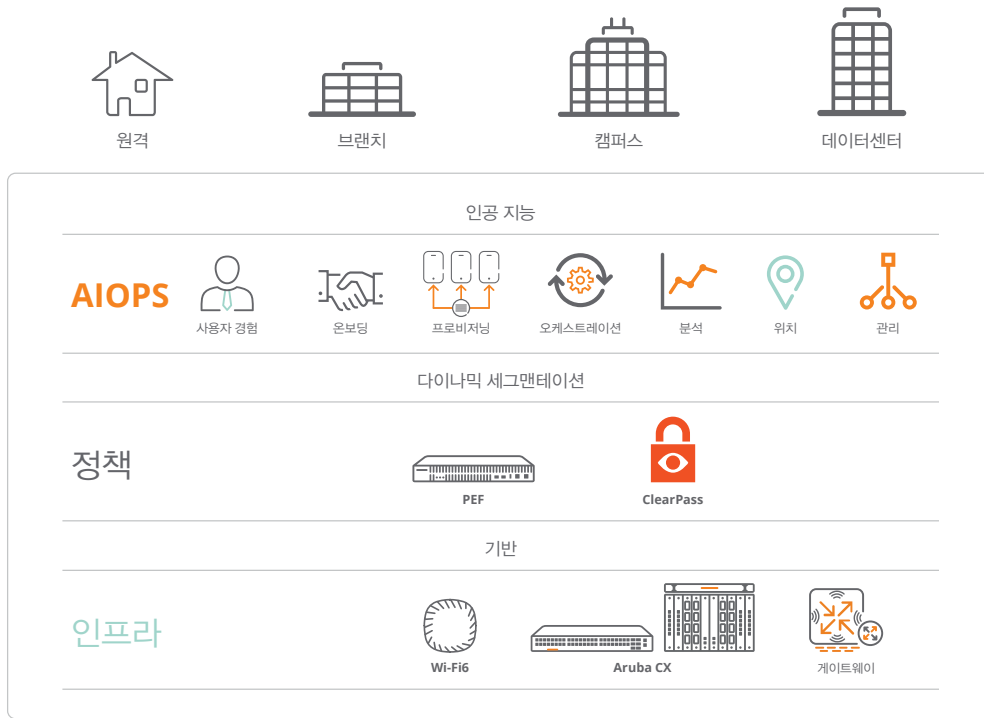 원격
브랜치
캠퍼스
데이터센터
인공 지능
AIOPS
사용자 경험
온보딩
프로비저닝
오케스트레이션
분석
위치
관리
다이나믹 세그맨테이션
정책
PEF
ClearPass
기반
인프라
Wi-Fi6
Aruba CX
게이트웨이